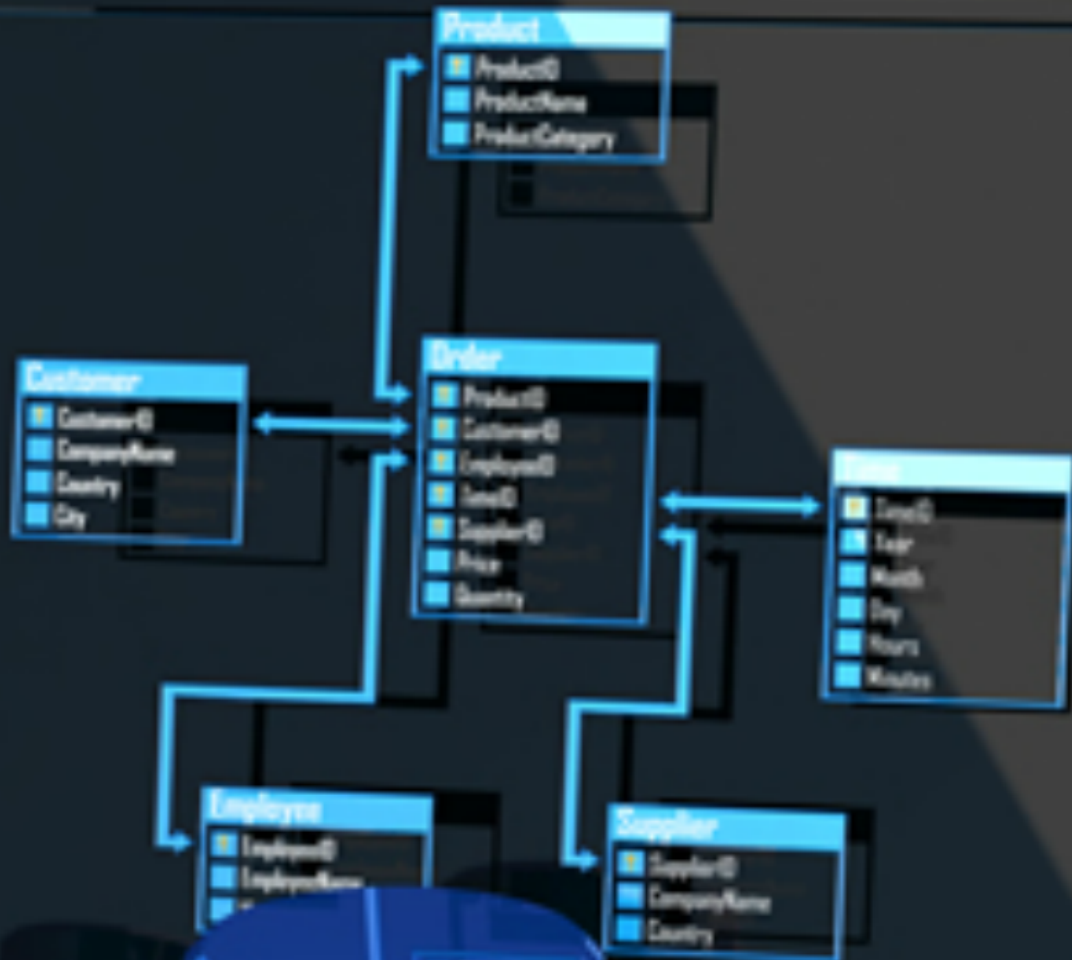 Product
ProductID
ProductName
ProductCategory
Customer
CustomerID
CompanyName
Country
City
Order
ProductID
CustomerID
EmployeeID
TimeID
SupplierID
Price
Quantity
Time
TimeID
Year
Month
Day
Hours
Minutes
Employee
EmployeeID
EmployeeName
Supplier
SupplierID
CompanyName
Country